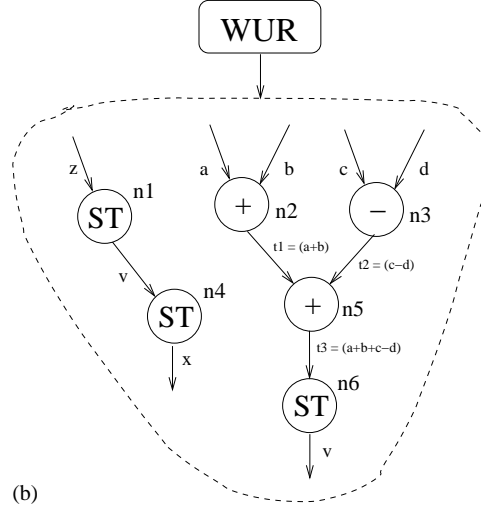 WUR
z
a
b
c
d
ST
n1
+
n2
−
n3
t1 = (a+b)
t2 = (c−d)
v
ST
n4
+
n5
x
t3 = (a+b+c−d)
ST
n6
v
(b)